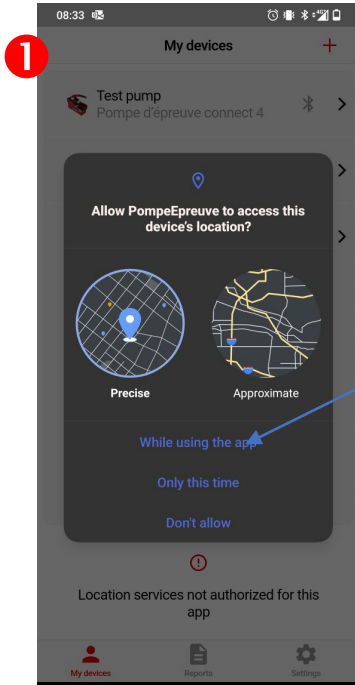 08:33
1
My devices
Test pump
Pompe d'épreuve connect 4
Allow PompeEpreuve to access this
device's location?
Precise
Approximate
While using the app
Only this time
Don't allow
Location services not authorized for this
app
My devices
Reports
Settings